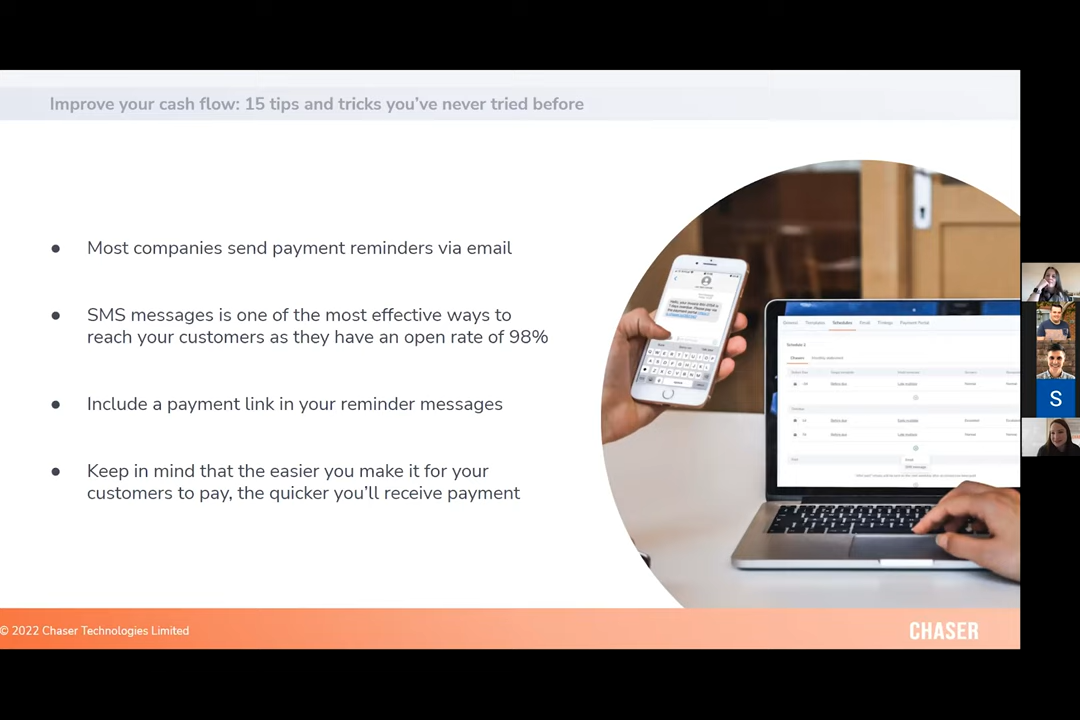 Improve your cash flow: 15 tips and tricks you’ve never tried before
● Most companies send payment reminders via email
● SMS messages is one of the most effective ways to
reach your customers as they have an open rate of 98%
● Include a payment link in your reminder messages
● Keep in mind that the easier you make it for your
customers to pay, the quicker you’ll receive payment
Schedules
Payment Portal
S
© 2022 Chaser Technologies Limited
CHASER